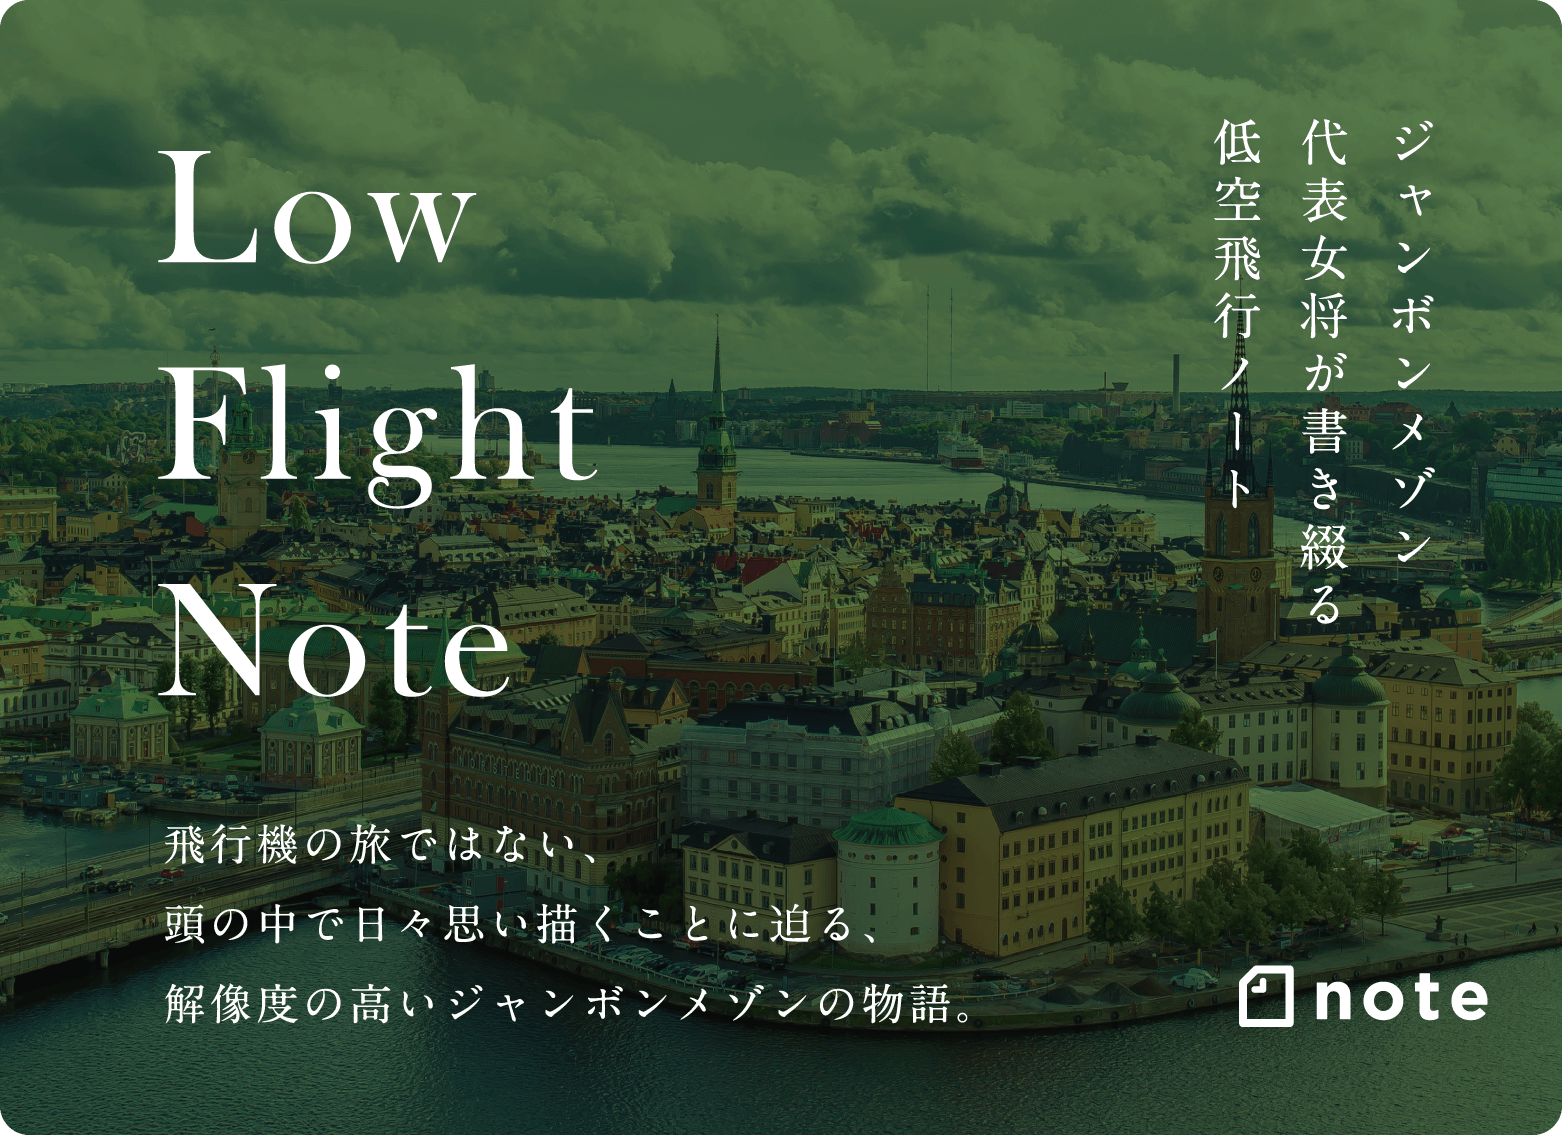 Low
Flight
Note
ジャンボンメゾン
代表女将が書き綴る
低空飛行ノート
飛行機の旅ではない、
頭の中で日々思い描くことに迫る、
解像度の高いジャンボンメゾンの物語。
note